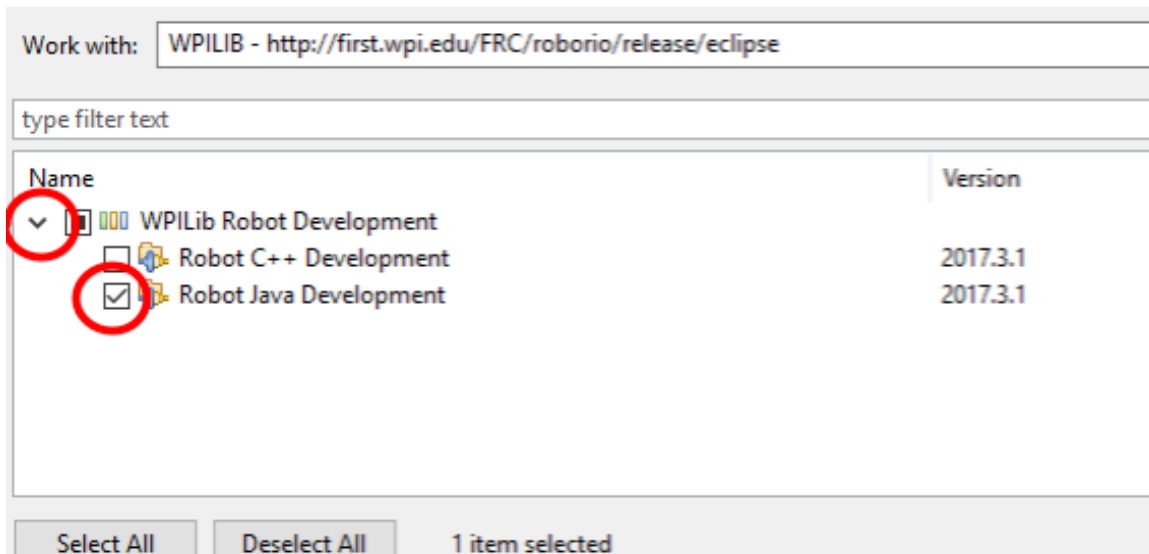 Work with: WPILIB - http://first.wpi.edu/FRC/roborio/release/eclipse
type filter text
Name Version
WPILib Robot Development
Robot C++ Development 2017.3.1
Robot Java Development 2017.3.1
Select All Deselect All 1 item selected